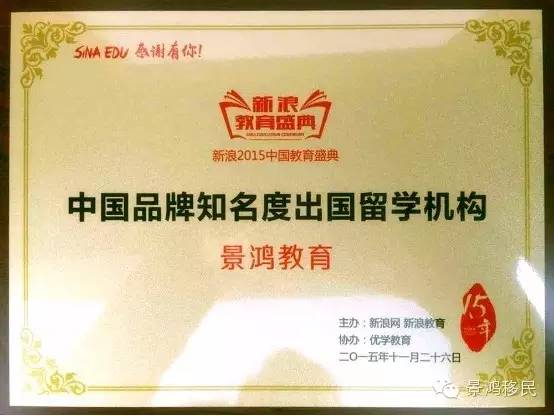 SiNA EDU 感谢有你!
新浪
教育盛典
新浪2015中国教育盛典
中国品牌知名度出国留学机构
景鸿教育
15年
主办：新浪网 新浪教育
协办：优学教育
二〇一五年十一月二十六日
景鸿移民